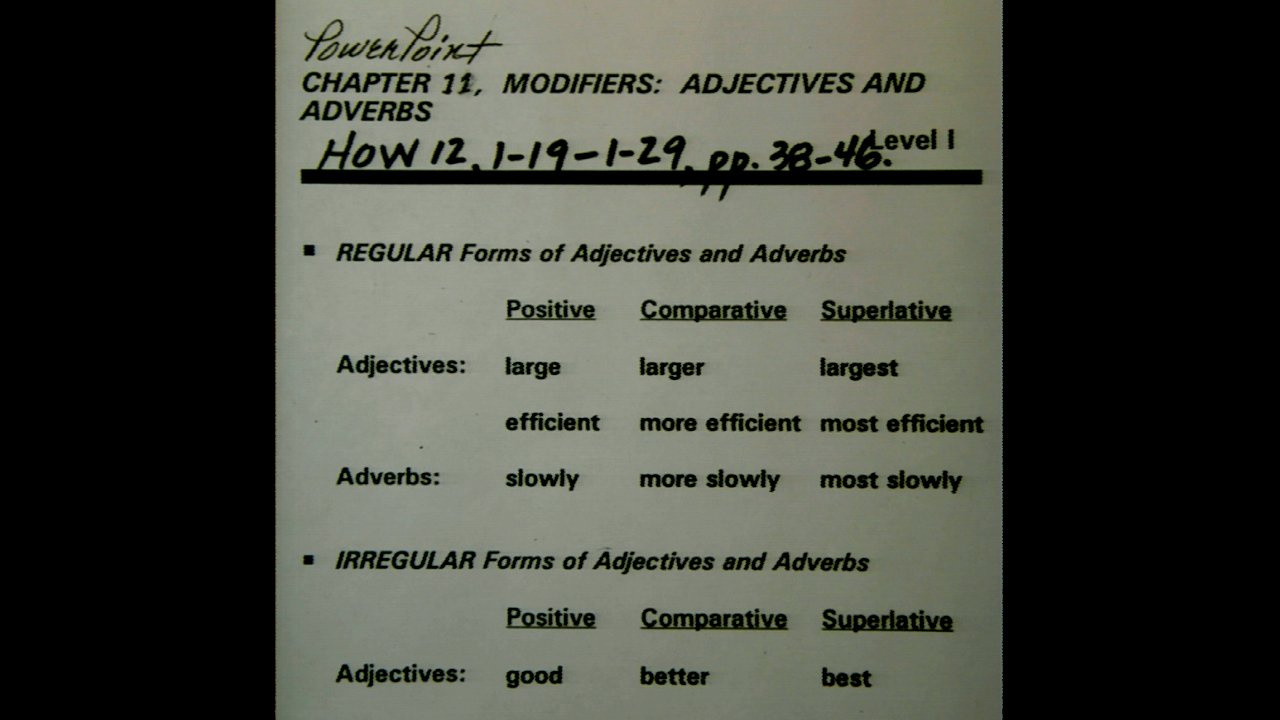 PowerPoint
CHAPTER 11, MODIFIERS: ADJECTIVES AND
ADVERBS
Level I
HOW 12, 1-19-1-29, pp. 38-46.
▪ REGULAR Forms of Adjectives and Adverbs
Positive Comparative Superlative
Adjectives: large larger largest
efficient more efficient most efficient
Adverbs: slowly more slowly most slowly
▪ IRREGULAR Forms of Adjectives and Adverbs
Positive Comparative Superlative
Adjectives: good better best